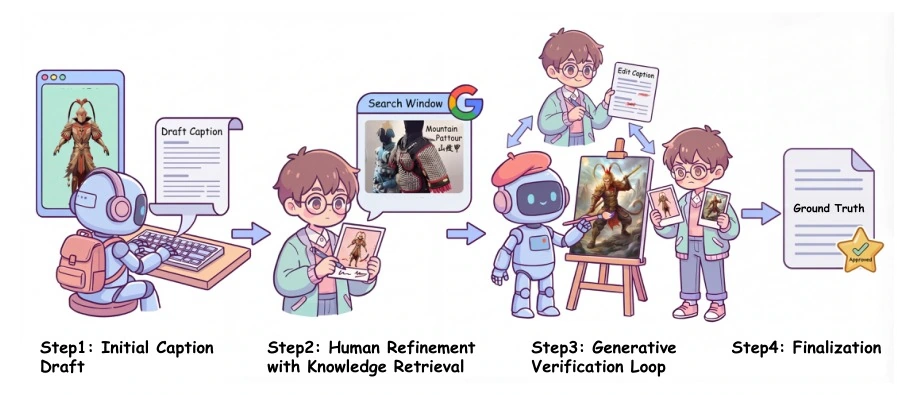 Draft Caption
Search Window
Mountain
Pattour
山纹甲
Edit Caption
Ground Truth
Approved
Step1: Initial Caption
Draft
Step2: Human Refinement
with Knowledge Retrieval
Step3: Generative
Verification Loop
Step4: Finalization